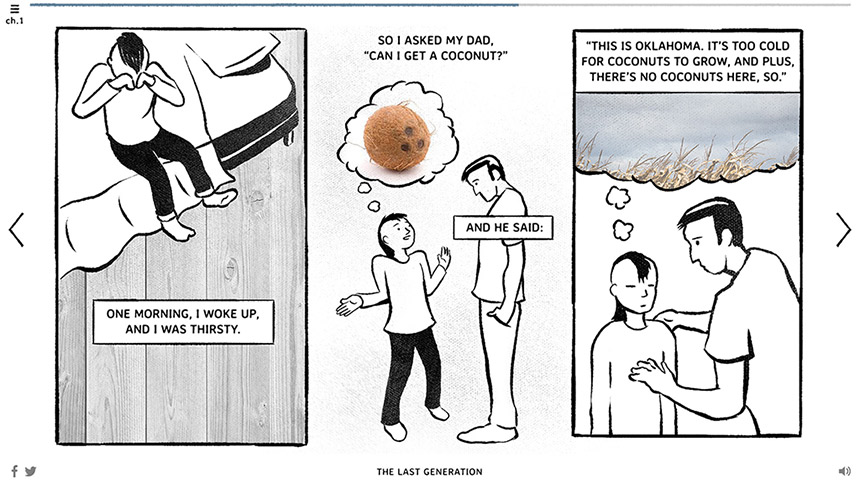 ch.1
ONE MORNING, I WOKE UP,
AND I WAS THIRSTY.
SO I ASKED MY DAD,
"CAN I GET A COCONUT?"
AND HE SAID:
"THIS IS OKLAHOMA. IT'S TOO COLD
FOR COCONUTS TO GROW, AND PLUS,
THERE'S NO COCONUTS HERE, SO."
THE LAST GENERATION